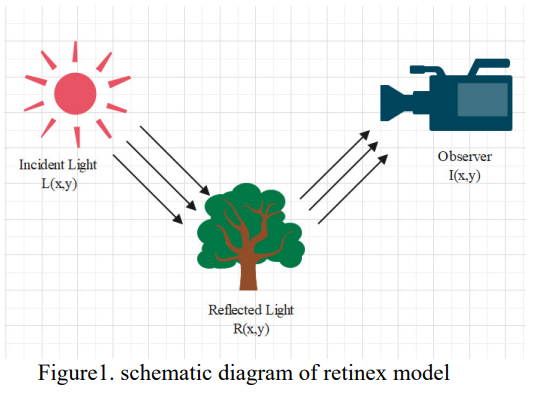 Incident Light
L(x,y)
Observer
I(x,y)
Reflected Light
R(x,y)
Figure1. schematic diagram of retinex model